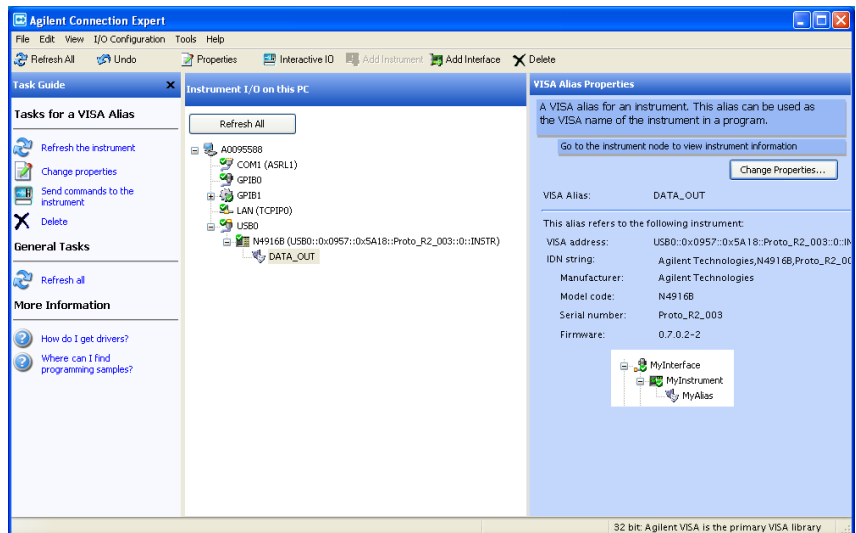 Agilent Connection Expert
File Edit View I/O Configuration Tools Help
Refresh All Undo Properties Interactive IO Add Instrument Add Interface Delete
Task Guide
Tasks for a VISA Alias
Refresh the instrument
Change properties
Send commands to the
instrument
Delete
General Tasks
Refresh all
More Information
How do I get drivers?
Where can I find
programming samples?
Instrument I/O on this PC
Refresh All
A0095588
COM1 (ASRL1)
GPIB0
GPIB1
LAN (TCPIP0)
USB0
N4916B (USB0::0x0957::0x5A18::Proto_R2_003::0::INSTR)
DATA_OUT
VISA Alias Properties
A VISA alias for an instrument. This alias can be used as
the VISA name of the instrument in a program.
Go to the instrument node to view instrument information
Change Properties...
VISA Alias: DATA_OUT
This alias refers to the following instrument:
VISA address: USB0::0x0957::0x5A18::Proto_R2_003::0::IN
IDN string: Agilent Technologies,N4916B,Proto_R2_00
Manufacturer: Agilent Technologies
Model code: N4916B
Serial number: Proto_R2_003
Firmware: 0.7.0.2-2
MyInterface
MyInstrument
MyAlias
32 bit: Agilent VISA is the primary VISA library